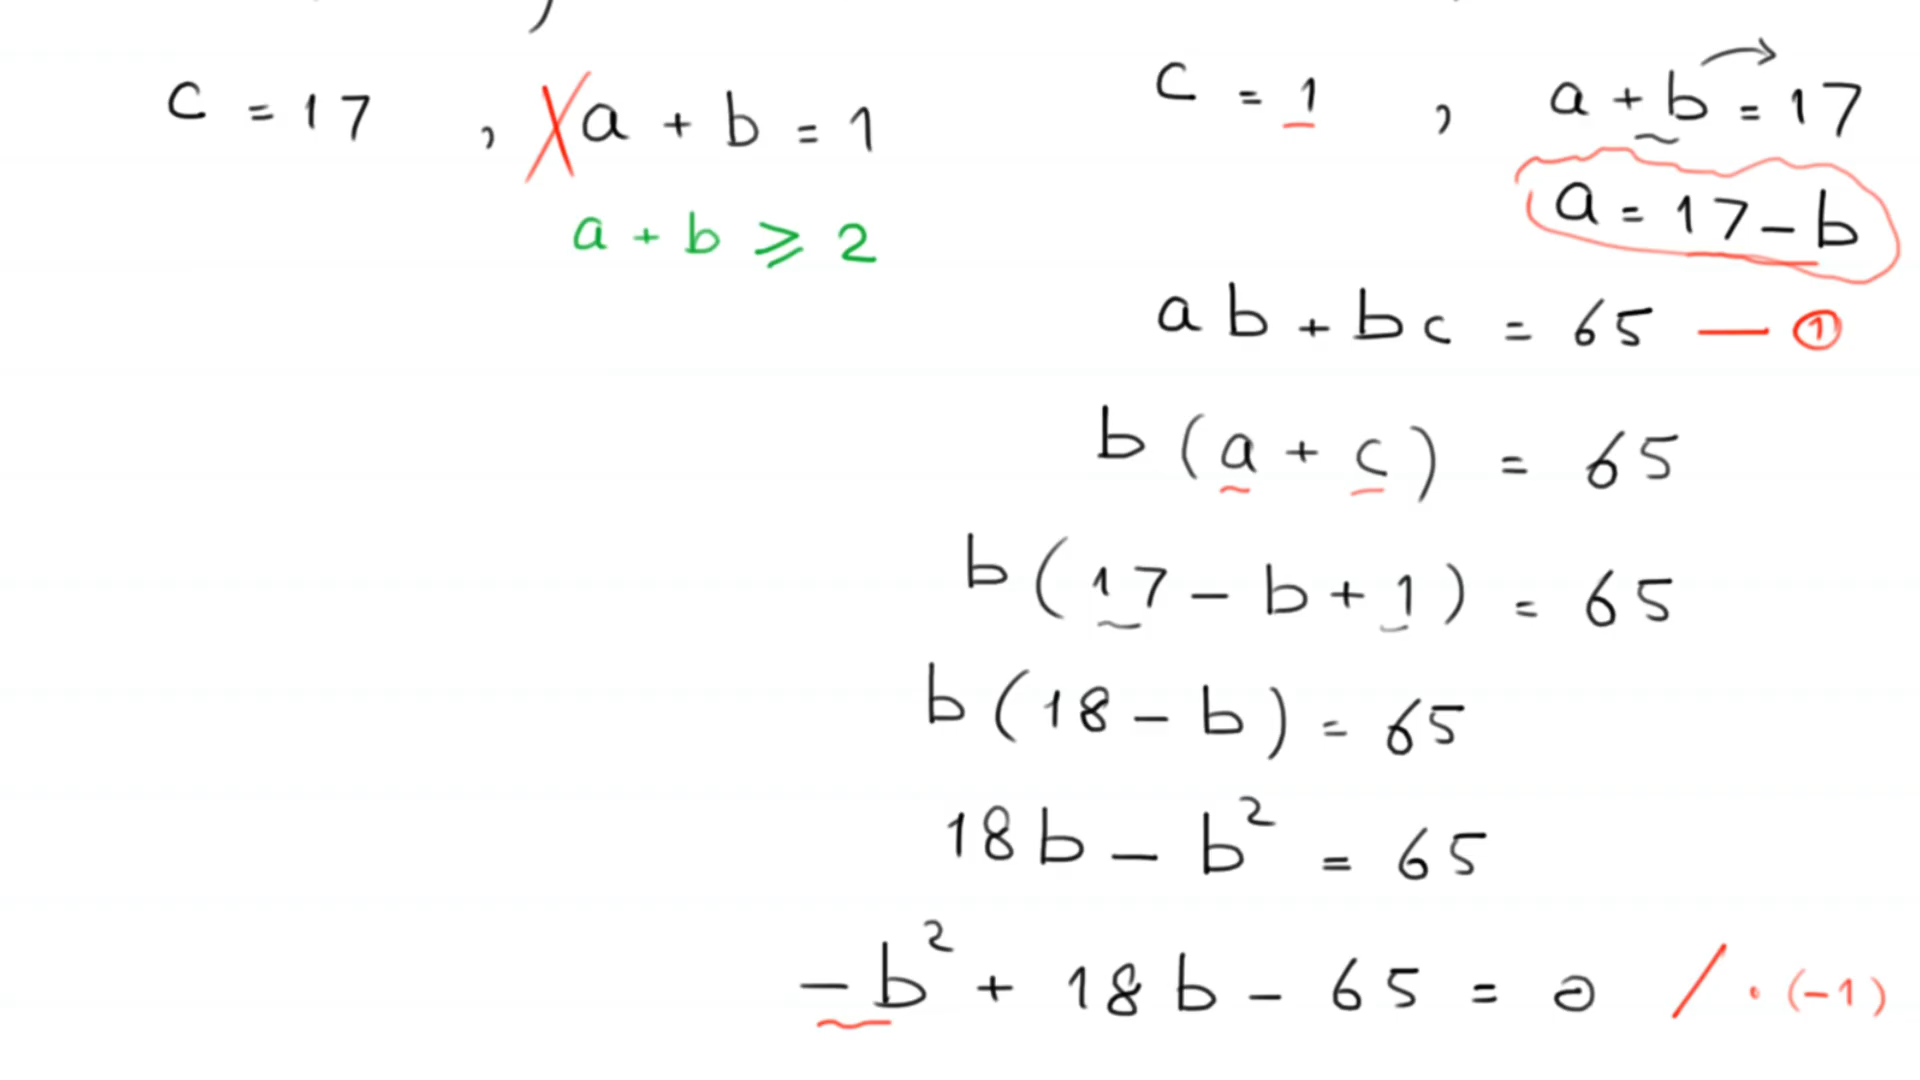 c = 17 , a + b = 1
a + b ⩾ 2
c = 1 , a + b = 17
a = 17 - b
ab + bc = 65 — ①
b(a + c) = 65
b(17 - b + 1) = 65
b(18 - b) = 65
18b - b² = 65
-b² + 18b - 65 = 0 / · (-1)